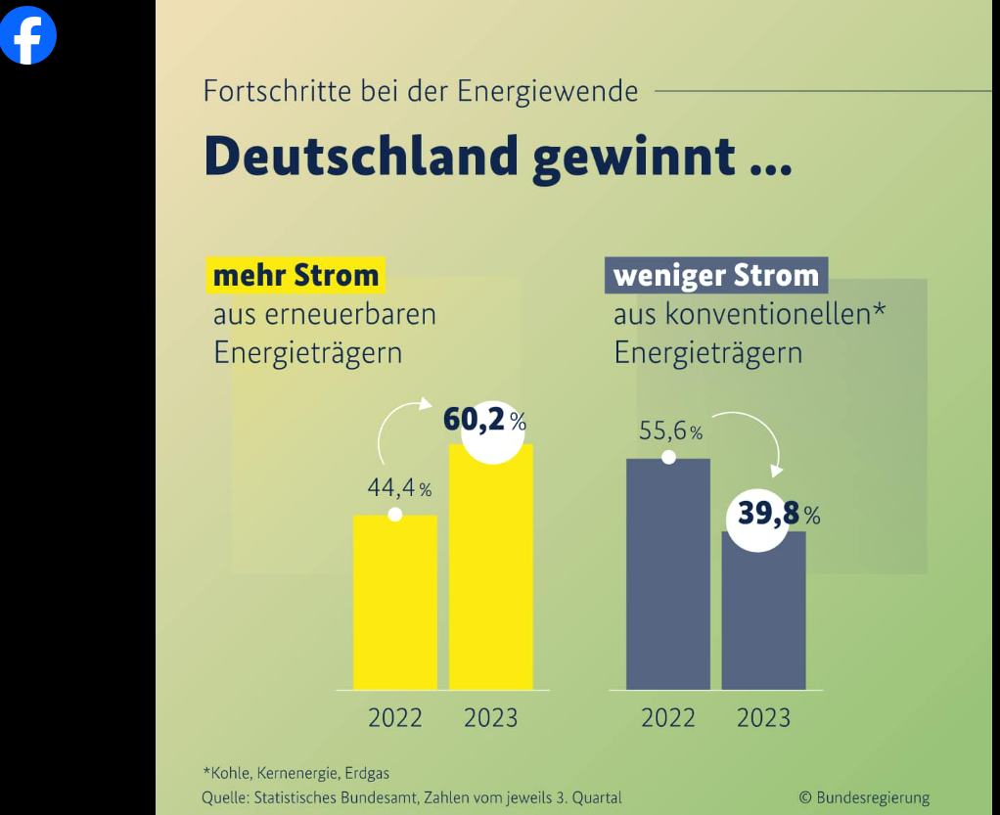 Fortschritte bei der Energiewende
Deutschland gewinnt ...
mehr Strom
aus erneuerbaren
Energieträgern
44,4 %
60,2 %
2022
2023
weniger Strom
aus konventionellen*
Energieträgern
55,6 %
39,8 %
2022
2023
*Kohle, Kernenergie, Erdgas
Quelle: Statistisches Bundesamt, Zahlen vom jeweils 3. Quartal
© Bundesregierung